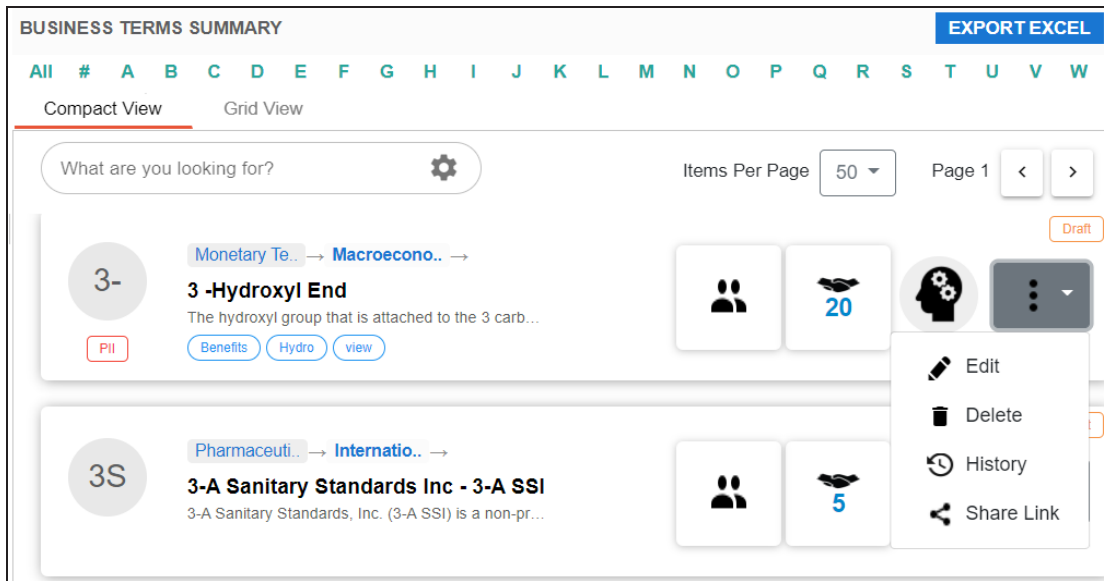 BUSINESS TERMS SUMMARY
EXPORT EXCEL
All # A B C D E F G H I J K L M N O P Q R S T U V W
Compact View Grid View
What are you looking for?
Items Per Page 50 Page 1
Draft
3-
Monetary Te.. → Macroecono.. →
3 -Hydroxyl End
The hydroxyl group that is attached to the 3 carb...
PII
Benefits Hydro view
20
Edit
Delete
History
Share Link
3S
Pharmaceuti.. → Internatio.. →
3-A Sanitary Standards Inc - 3-A SSI
3-A Sanitary Standards, Inc. (3-A SSI) is a non-pr...
5